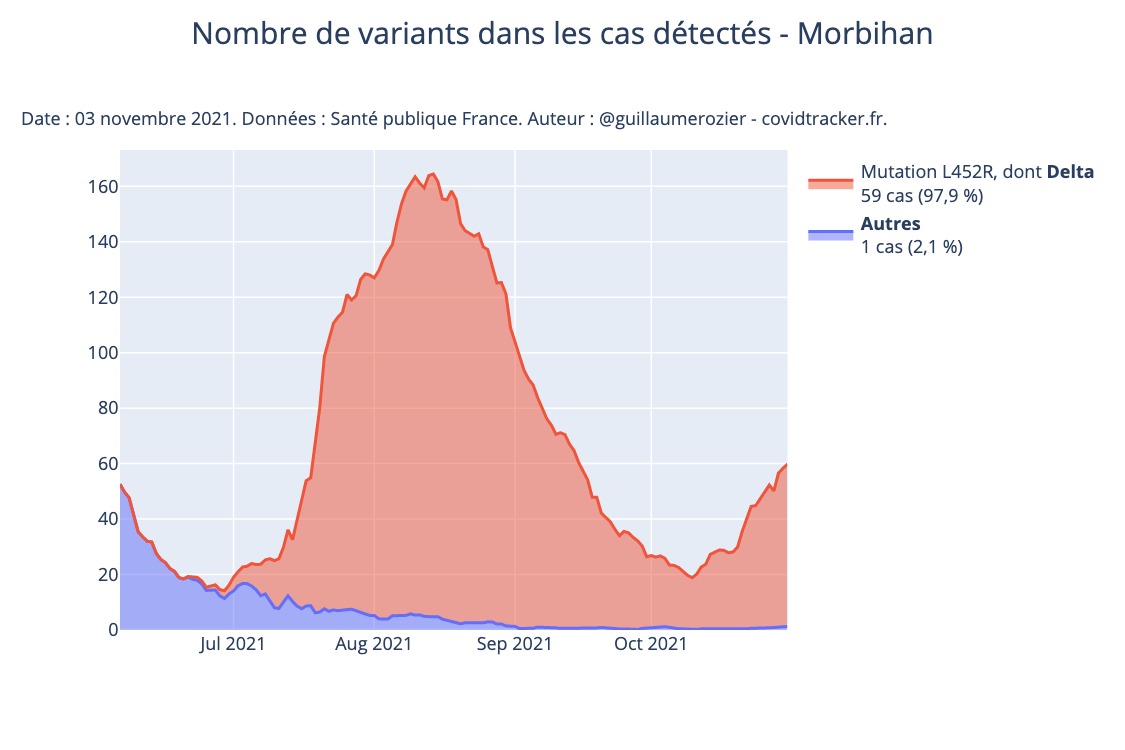 Nombre de variants dans les cas détectés - Morbihan
Date : 03 novembre 2021. Données : Santé publique France. Auteur : @guillaumerozier - covidtracker.fr.
Mutation L452R, dont Delta
59 cas (97,9 %)
Autres
1 cas (2,1 %)
160
140
120
100
80
60
40
20
0
Jul 2021 Aug 2021 Sep 2021 Oct 2021